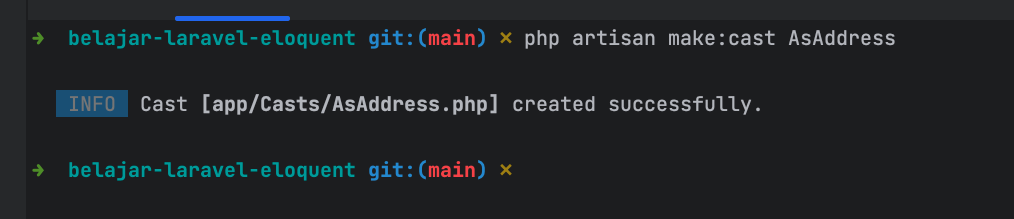 ➜ belajar-laravel-eloquent git:(main) ✗ php artisan make:cast AsAddress
INFO Cast [app/Casts/AsAddress.php] created successfully.
➜ belajar-laravel-eloquent git:(main) ✗